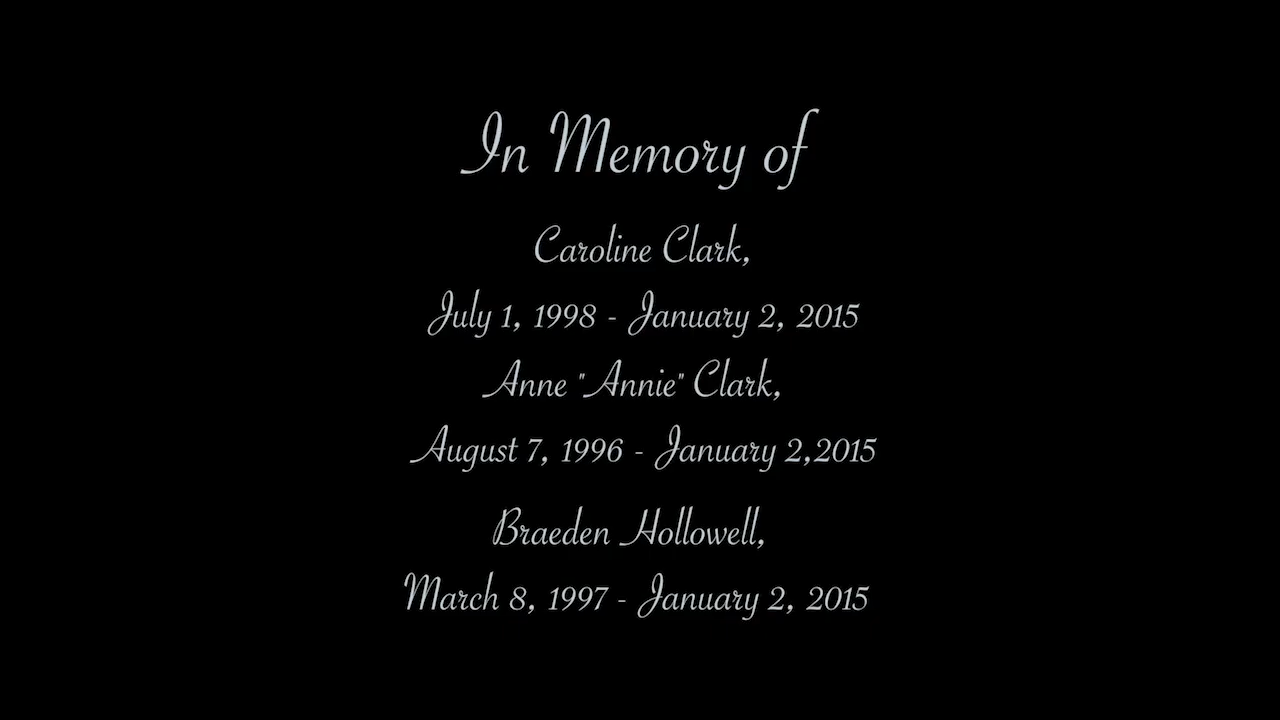 In Memory of
Caroline Clark,
July 1, 1998 - January 2, 2015
Anne "Annie" Clark,
August 7, 1996 - January 2,2015
Braeden Hollowell,
March 8, 1997 - January 2, 2015